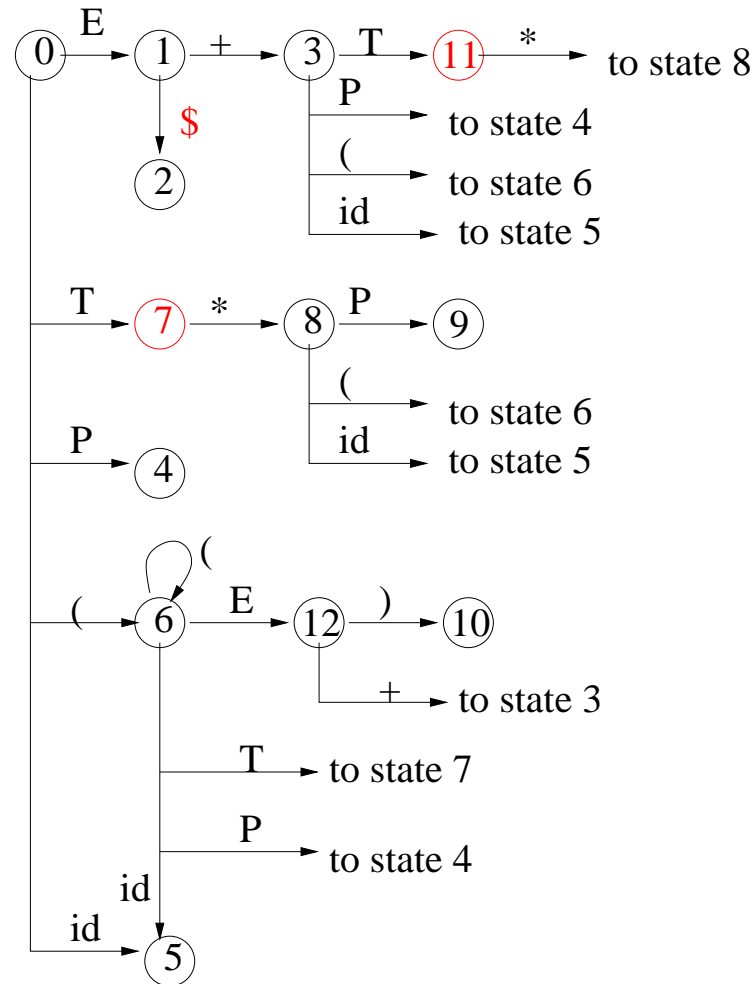 0 E 1 + 3 T 11 * to state 8
P to state 4
$
2
( to state 6
id to state 5
T 7 * 8 P 9
( to state 6
P 4
id to state 5
(
( 6 E 12 ) 10
+ to state 3
T to state 7
P to state 4
id
id 5